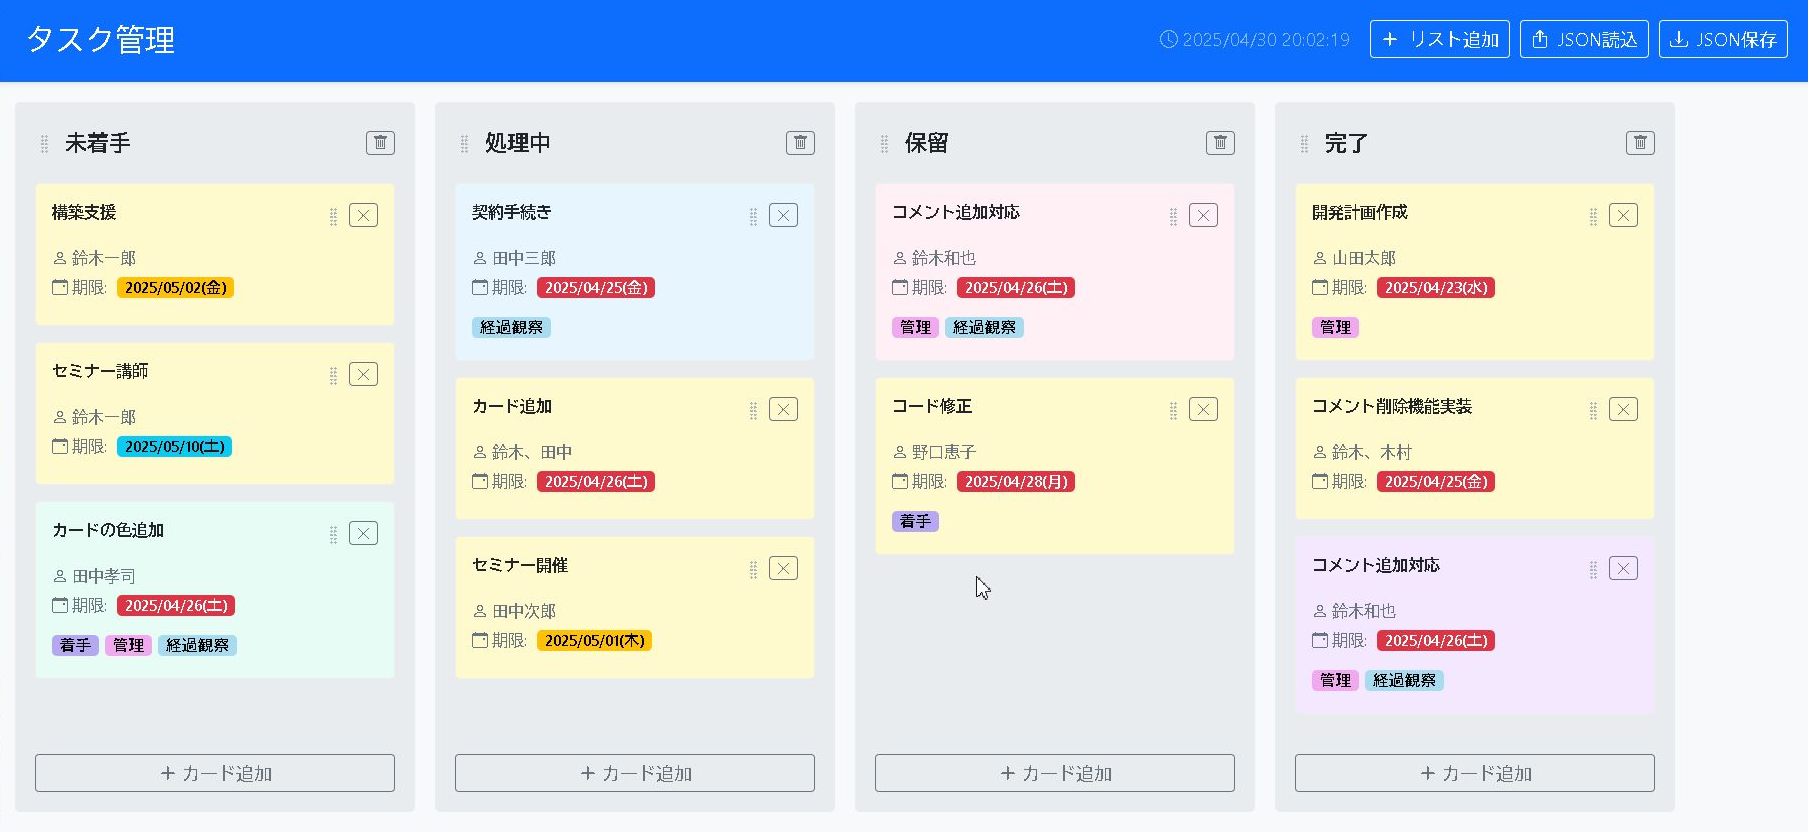 タスク管理
2025/04/30 20:02:19
リスト追加
JSON読込
JSON保存
未着手
構築支援
鈴木一郎
期限: 2025/05/02(金)
セミナー講師
鈴木一郎
期限: 2025/05/10(土)
カードの色追加
田中孝司
期限: 2025/04/26(土)
着手 管理 経過観察
+ カード追加
処理中
契約手続き
田中三郎
期限: 2025/04/25(金)
経過観察
カード追加
鈴木、田中
期限: 2025/04/26(土)
セミナー開催
田中次郎
期限: 2025/05/01(木)
+ カード追加
保留
コメント追加対応
鈴木和也
期限: 2025/04/26(土)
管理 経過観察
コード修正
野口恵子
期限: 2025/04/28(月)
着手
+ カード追加
完了
開発計画作成
山田太郎
期限: 2025/04/23(水)
管理
コメント削除機能実装
鈴木、木村
期限: 2025/04/25(金)
コメント追加対応
鈴木和也
期限: 2025/04/26(土)
管理 経過観察
+ カード追加